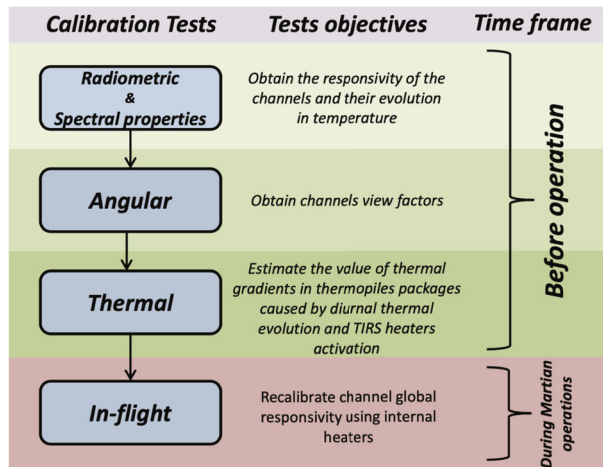 Calibration Tests
Tests objectives
Time frame
Radiometric
&
Spectral properties
Obtain the responsivity of the
channels and their evolution
in temperature
Angular
Obtain channels view factors
Thermal
Estimate the value of thermal
gradients in thermopiles packages
caused by diurnal thermal
evolution and TIRS heaters
activation
Before operation
In-flight
Recalibrate channel global
responsivity using internal
heaters
During Martian
operations